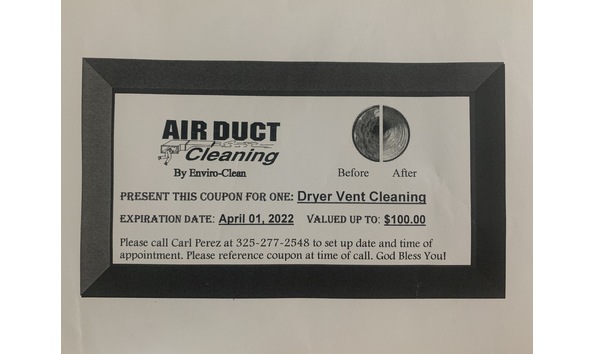 AIR DUCT
Cleaning
By Enviro-Clean
Before After
PRESENT THIS COUPON FOR ONE: Dryer Vent Cleaning
EXPIRATION DATE: April 01, 2022 VALUED UP TO: $100.00
Please call Carl Perez at 325-277-2548 to set up date and time of
appointment. Please reference coupon at time of call. God Bless You!